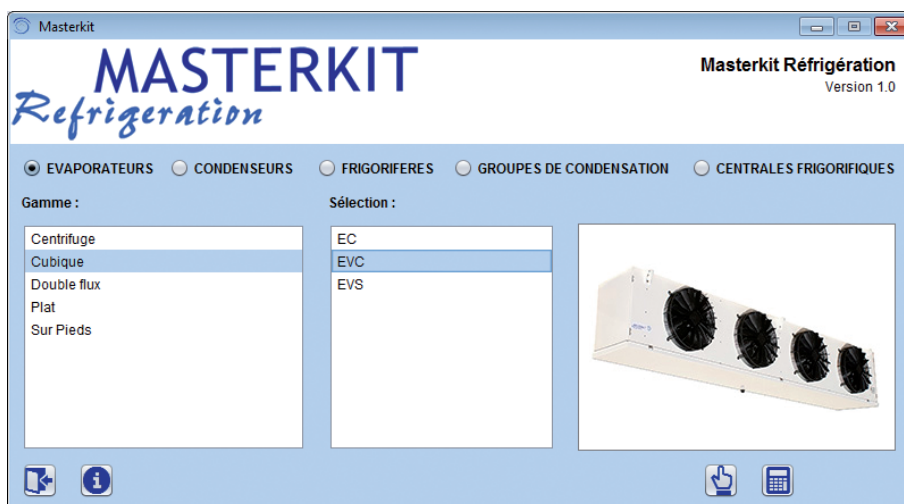 Masterkit
MASTERKIT
Refrigeration
Masterkit Réfrigération
Version 1.0
EVAPORATEURS CONDENSEURS FRIGORIFERES GROUPES DE CONDENSATION CENTRALES FRIGORIFIQUES
Gamme : Sélection :
Centrifuge EC
Cubique EVC
Double flux EVS
Plat
Sur Pieds